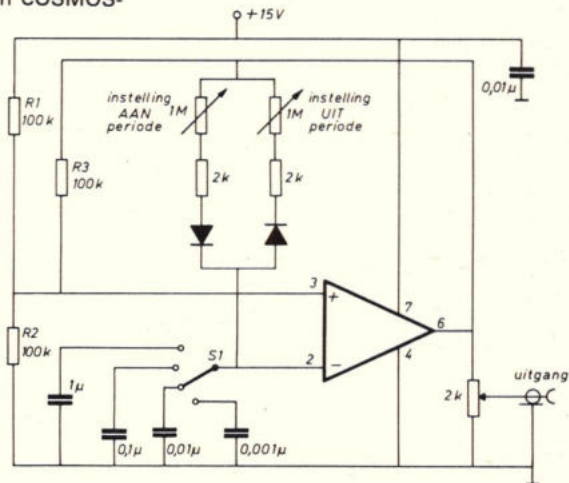 COSMOS-
+15V
R1
100k
R3
100k
instelling
AAN
periode
1M
1M
instelling
UIT
periode
0,01µ
2k
2k
3
+
7
6
2
−
4
R2
100k
S1
1µ
0,1µ
0,01µ
0,001µ
2k
uitgang